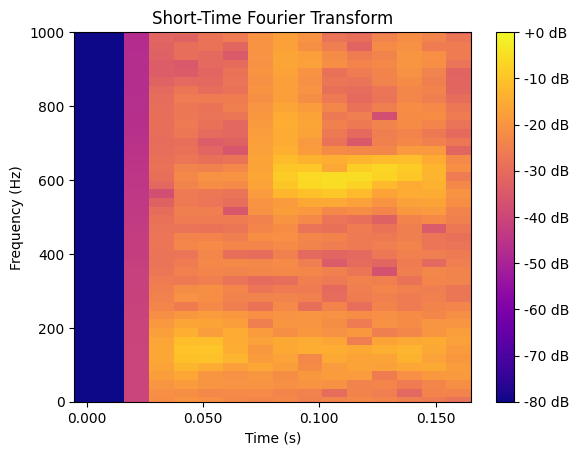 Short-Time Fourier Transform
Frequency (Hz)
1000
800
600
400
200
0
0.000
0.050
0.100
0.150
Time (s)
+0 dB
-10 dB
-20 dB
-30 dB
-40 dB
-50 dB
-60 dB
-70 dB
-80 dB